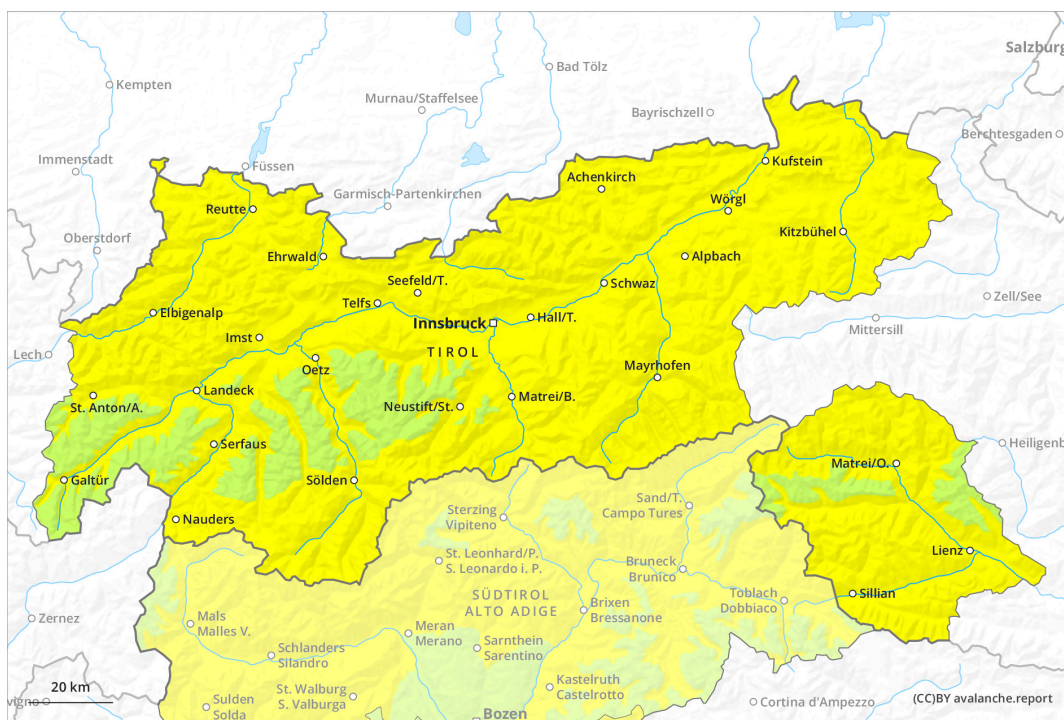 Salzburg
Kempten
Bad Tölz
Murnau/Staffelsee
Bayrischzell
Berchtesgaden
Immenstadt
Füssen
Kufstein
Achenkirch
Garmisch-Partenkirchen
Reutte
Wörgl
Oberstdorf
Kitzbühel
Ehrwald
Alpbach
Seefeld/T.
Schwaz
Zell/See
Telfs
Elbigenalp
Hall/T.
Innsbruck
Mittersill
Imst
TIROL
Lech
Oetz
Mayrhofen
Landeck
Matrei/B.
St. Anton/A.
Neustift/St.
Serfaus
Heiligenb
Matrei/O.
Galtür
Sölden
Sand/T.
Campo Tures
Sterzing
Vipiteno
Nauders
Lienz
St. Leonhard/P.
S. Leonardo i. P.
Bruneck
Brunico
SÜDTIROL
ALTO ADIGE
Toblach
Dobbiaco
Sillian
Brixen
Bressanone
Zernez
Mals
Malles V.
Meran
Merano
Sarnthein
Sarentino
Schlanders
Silandro
Kastelruth
Castelrotto
20 km
St. Walburg
S. Valburga
vigno
Sulden
Solda
Cortina d'Ampezzo
(CC)BY avalanche.report
Bozen